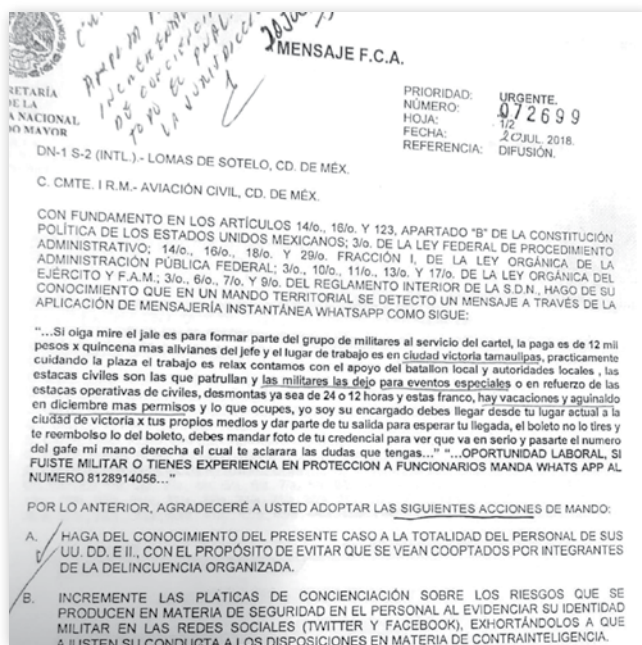 MENSAJE F.C.A.
RETARÍA
DE LA
A NACIONAL
DO MAYOR
PRIORIDAD: URGENTE.
NÚMERO: 072699
HOJA: 1/2
FECHA: 20 JUL. 2018.
REFERENCIA: DIFUSIÓN.
DN-1 S-2 (INTL.).- LOMAS DE SOTELO, CD. DE MÉX.
C. CMTE. I R.M.- AVIACIÓN CIVIL, CD. DE MÉX.
CON FUNDAMENTO EN LOS ARTÍCULOS 14/o., 16/o. Y 123, APARTADO "B" DE LA CONSTITUCIÓN
POLÍTICA DE LOS ESTADOS UNIDOS MEXICANOS; 3/o. DE LA LEY FEDERAL DE PROCEDIMIENTO
ADMINISTRATIVO; 14/o., 16/o., 18/o. Y 29/o. FRACCIÓN I, DE LA LEY ORGÁNICA DE LA
ADMINISTRACIÓN PÚBLICA FEDERAL; 3/o., 10/o., 11/o., 13/o. Y 17/o. DE LA LEY ORGÁNICA DEL
EJÉRCITO Y F.A.M.; 3/o., 6/o., 7/o. Y 9/o. DEL REGLAMENTO INTERIOR DE LA S.D.N., HAGO DE SU
CONOCIMIENTO QUE EN UN MANDO TERRITORIAL SE DETECTO UN MENSAJE A TRAVÉS DE LA
APLICACIÓN DE MENSAJERÍA INSTANTÁNEA WHATSAPP COMO SIGUE:
"...Si oiga mire el jale es para formar parte del grupo de militares al servicio del cartel, la paga es de 12 mil
pesos x quincena mas alivianes del jefe y el lugar de trabajo es en ciudad victoria tamaulipas, practicamente
cuidando la plaza el trabajo es relax contamos con el apoyo del batallon local y autoridades locales , las
estacas civiles son las que patrullan y las militares las dejo para eventos especiales o en refuerzo de las
estacas operativas de civiles, desmontas ya sea de 24 o 12 horas y estas franco, hay vacaciones y aguinaldo
en diciembre mas permisos y lo que ocupes, yo soy su encargado debes llegar desde tu lugar actual a la
ciudad de victoria x tus propios medios y dar parte de tu salida para esperar tu llegada, el boleto no lo tires y
te reembolso lo del boleto, debes mandar foto de tu credencial para ver que va en serio y pasarte el numero
del gafe mi mano derecha el cual te aclarara las dudas que tengas..." "...OPORTUNIDAD LABORAL, SI
FUISTE MILITAR O TIENES EXPERIENCIA EN PROTECCION A FUNCIONARIOS MANDA WHATS APP AL
NUMERO 8128914056..."
POR LO ANTERIOR, AGRADECERÉ A USTED ADOPTAR LAS SIGUIENTES ACCIONES DE MANDO:
A. HAGA DEL CONOCIMIENTO DEL PRESENTE CASO A LA TOTALIDAD DEL PERSONAL DE SUS
UU. DD. E II., CON EL PROPÓSITO DE EVITAR QUE SE VEAN COOPTADOS POR INTEGRANTES
DE LA DELINCUENCIA ORGANIZADA.
B. INCREMENTE LAS PLATICAS DE CONCIENCIACIÓN SOBRE LOS RIESGOS QUE SE
PRODUCEN EN MATERIA DE SEGURIDAD EN EL PERSONAL AL EVIDENCIAR SU IDENTIDAD
MILITAR EN LAS REDES SOCIALES (TWITTER Y FACEBOOK), EXHORTÁNDOLOS A QUE
AJUSTEN SU CONDUCTA A LOS DISPOSICIONES EN MATERIA DE CONTRAINTELIGENCIA.